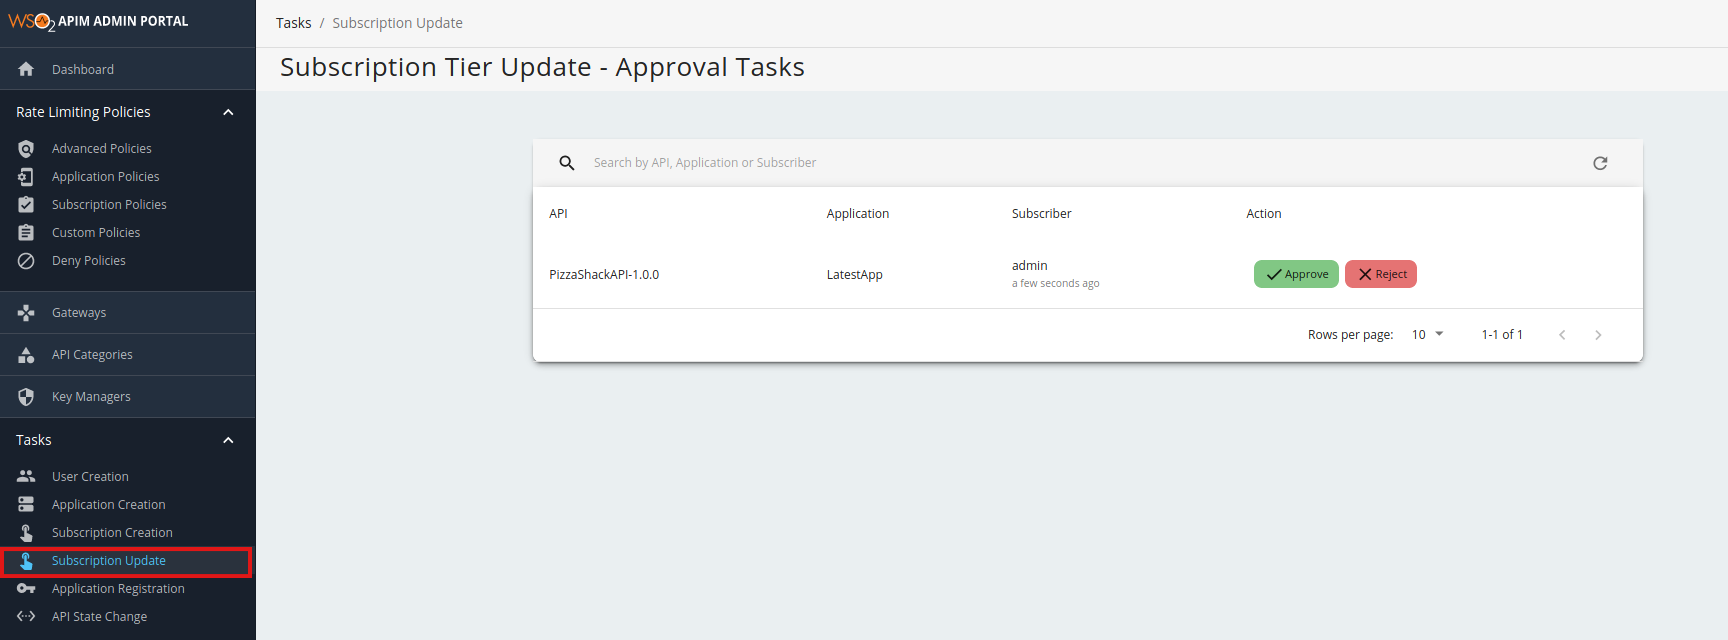 WSO2 APIM ADMIN PORTAL
Tasks / Subscription Update
Subscription Tier Update - Approval Tasks
Dashboard
Rate Limiting Policies
Advanced Policies
Application Policies
Subscription Policies
Custom Policies
Deny Policies
Gateways
API Categories
Key Managers
Tasks
User Creation
Application Creation
Subscription Creation
Subscription Update
Application Registration
API State Change
Search by API, Application or Subscriber
API Application Subscriber Action
PizzaShackAPI-1.0.0 LatestApp admin Approve Reject
a few seconds ago
Rows per page: 10 1-1 of 1